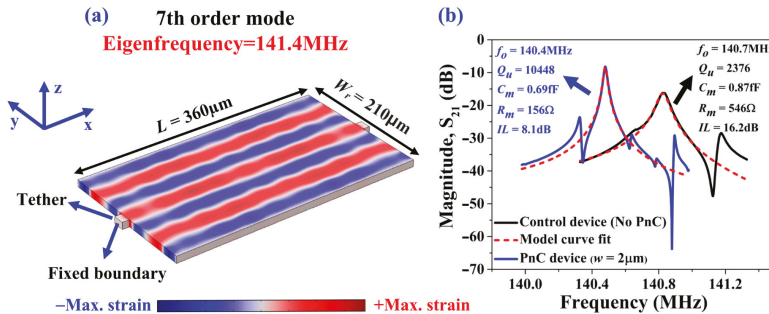 (a)
7th order mode
Eigenfrequency=141.4MHz
z
y
x
L = 360μm
Wr = 210μm
Tether
Fixed boundary
−Max. strain
+Max. strain
(b)
Magnitude, S21 (dB)
-10
-20
-30
-40
-50
-60
-70
fo = 140.4MHz
Qu = 10448
Cm = 0.69fF
Rm = 156Ω
IL = 8.1dB
fo = 140.7MH
Qu = 2376
Cm = 0.87fF
Rm = 546Ω
IL = 16.2dB
Control device (No PnC)
Model curve fit
PnC device (w = 2μm)
140.0 140.4 140.8 141.2
Frequency (MHz)